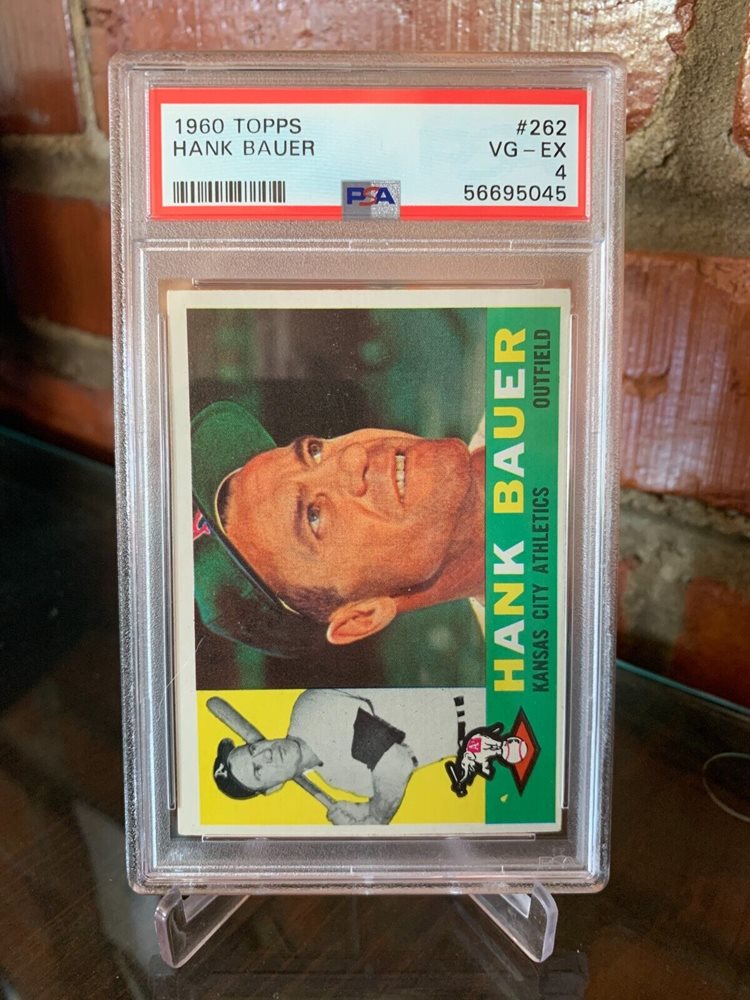 1960 TOPPS #262
HANK BAUER VG-EX
4
PSA 56695045
HANK BAUER
KANSAS CITY ATHLETICS OUTFIELD
A